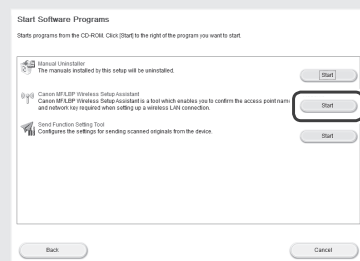 Start Software Programs
Starts programs from the CD-ROM. Click [Start] to the right of the program you want to start.
Manual Uninstaller
The manuals installed by this setup will be uninstalled.
Start
Canon MF/LBP Wireless Setup Assistant
Canon MF/LBP Wireless Setup Assistant is a tool which enables you to confirm the access point name
and network key required when setting up a wireless LAN connection.
Start
Send Function Setting Tool
Configures the settings for sending scanned originals from the device.
Start
Back
Cancel